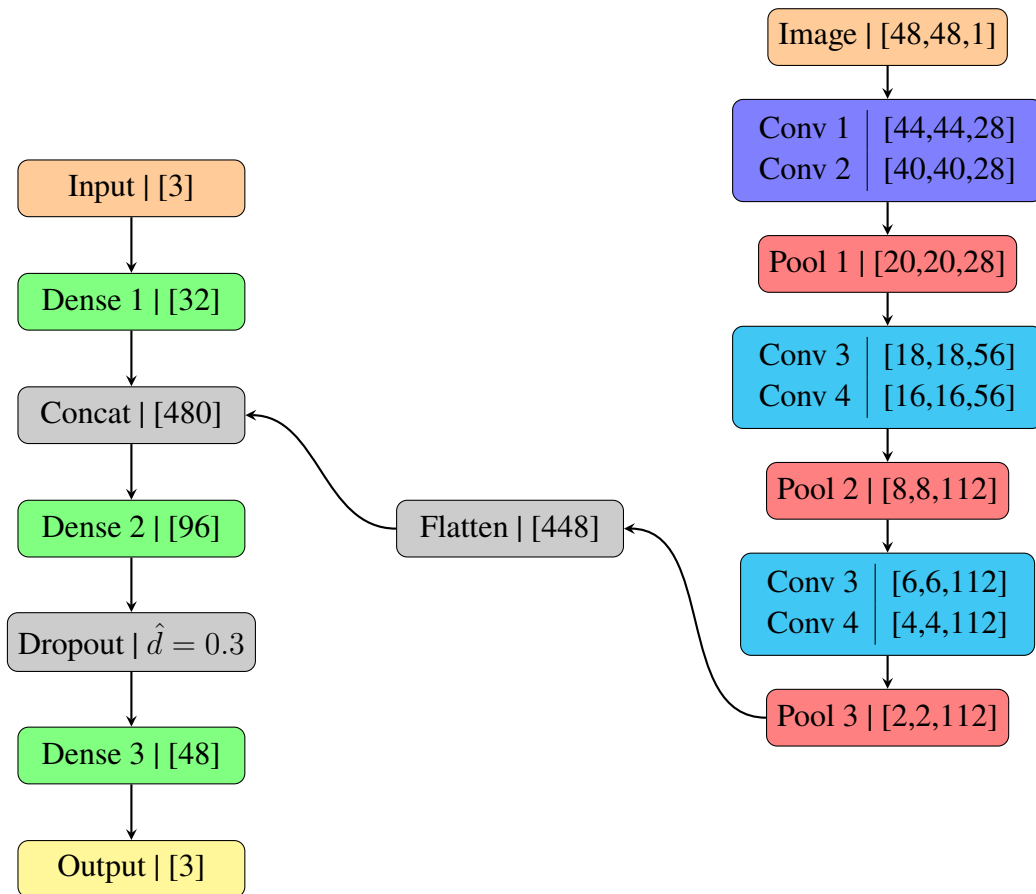 Image | [48,48,1]
Conv 1 | [44,44,28]
Conv 2 | [40,40,28]
Pool 1 | [20,20,28]
Conv 3 | [18,18,56]
Conv 4 | [16,16,56]
Pool 2 | [8,8,112]
Conv 3 | [6,6,112]
Conv 4 | [4,4,112]
Pool 3 | [2,2,112]
Flatten | [448]
Input | [3]
Dense 1 | [32]
Concat | [480]
Dense 2 | [96]
Dropout | d̂ = 0.3
Dense 3 | [48]
Output | [3]